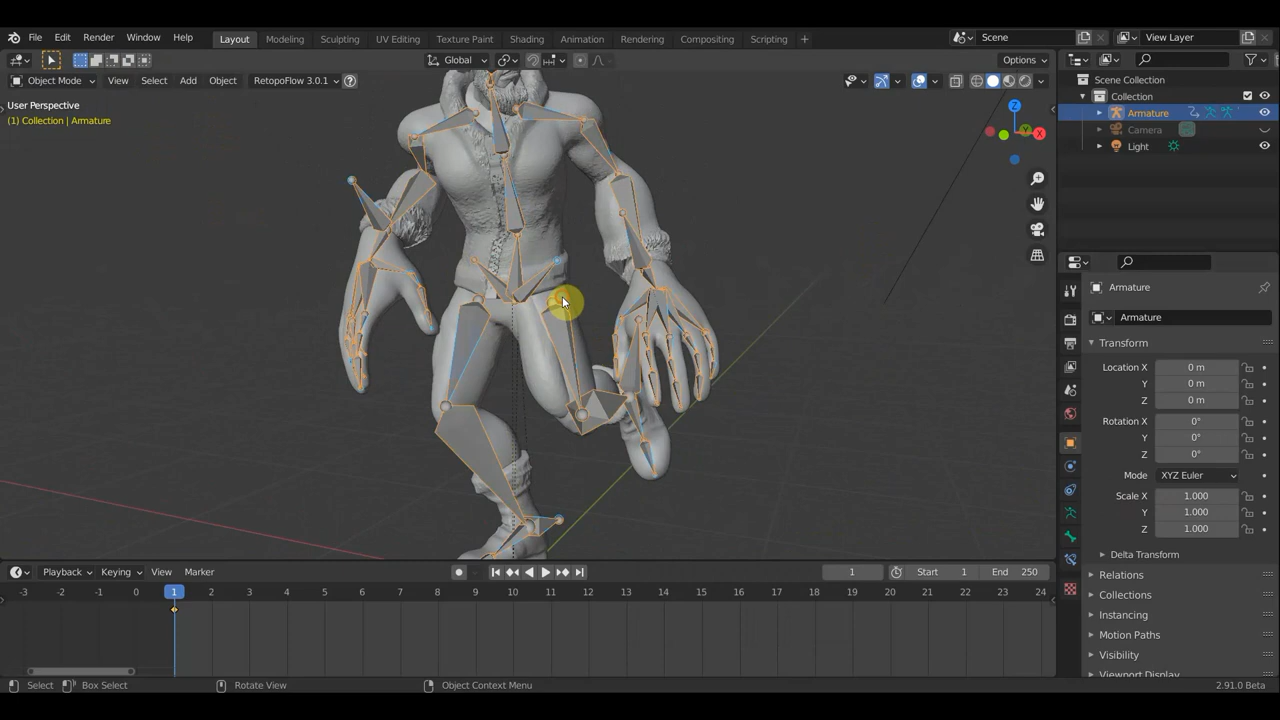 File Edit Render Window Help Layout Modeling Sculpting UV Editing Texture Paint Shading Animation Rendering Compositing Scripting + Scene View Layer
Global Options
Object Mode View Select Add Object RetopoFlow 3.0.1 ?
User Perspective
(1) Collection | Armature
Z
Y
X
Scene Collection
Collection
Armature
Camera
Light
Armature
Armature
Transform
Location X 0 m
Y 0 m
Z 0 m
Rotation X 0°
Y 0°
Z 0°
Mode XYZ Euler
Scale X 1.000
Y 1.000
Z 1.000
Delta Transform
Relations
Collections
Instancing
Motion Paths
Visibility
Viewport Display
Playback Keying View Marker 1 Start 1 End 250
-3 -2 -1 0 1 2 3 4 5 6 7 8 9 10 11 12 13 14 15 16 17 18 19 20 21 22 23 24
Select Box Select Rotate View Object Context Menu 2.91.0 Beta